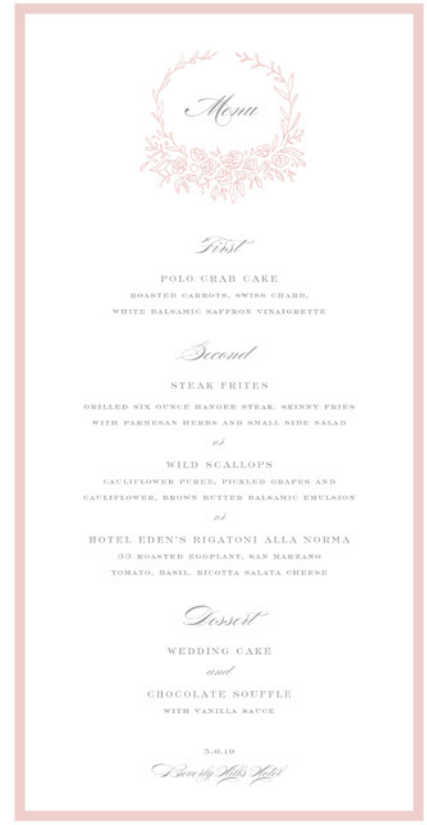 Menu
First
POLO CRAB CAKE
ROASTED CARROTS, SWISS CHARD,
WHITE BALSAMIC SAFFRON VINAIGRETTE
Second
STEAK FRITES
GRILLED SIX OUNCE HANGER STEAK, SKINNY FRIES
WITH PARMESAN HERBS AND SMALL SIDE SALAD
or
WILD SCALLOPS
CAULIFLOWER PUREE, PICKLED GRAPES AND
CAULIFLOWER, BROWN BUTTER BALSAMIC EMULSION
or
HOTEL EDEN'S RIGATONI ALLA NORMA
ROASTED EGGPLANT, SAN MARZANO
TOMATO, BASIL, RICOTTA SALATA CHEESE
Dessert
WEDDING CAKE
and
CHOCOLATE SOUFFLE
WITH VANILLA SAUCE
5.6.19
Beverly Hills Hotel